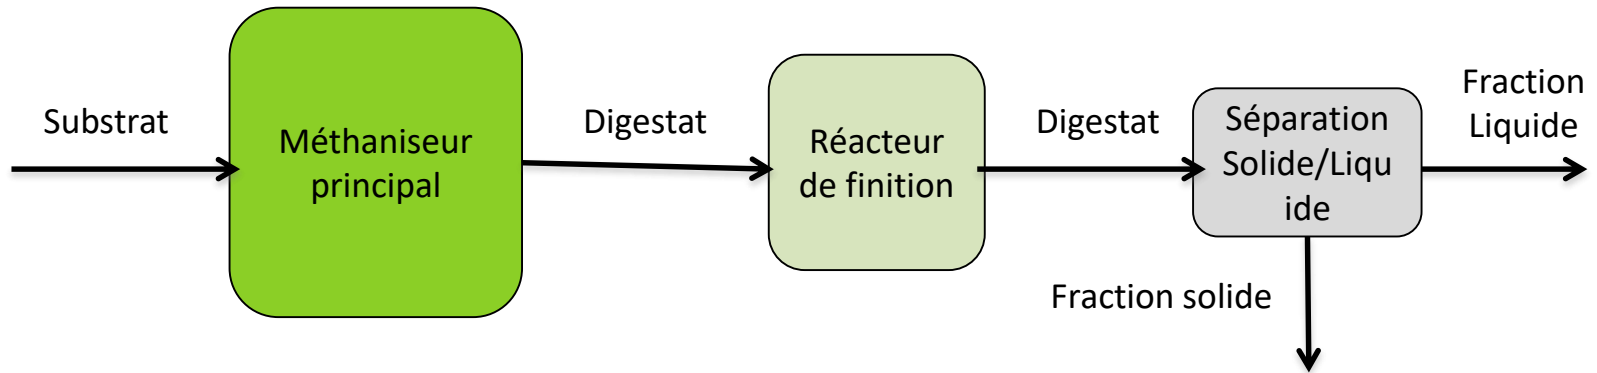 Substrat
Méthaniseur
principal
Digestat
Réacteur
de finition
Digestat
Séparation
Solide/Liqu
ide
Fraction
Liquide
Fraction solide